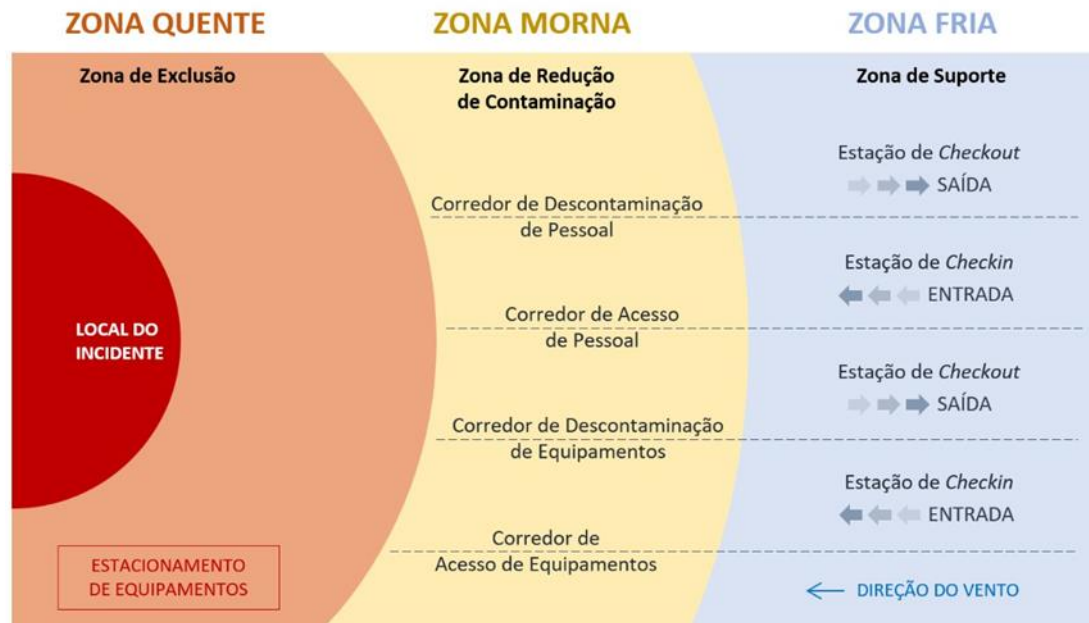 ZONA QUENTE
ZONA MORNA
ZONA FRIA
Zona de Exclusão
Zona de Redução
de Contaminação
Zona de Suporte
Estação de Checkout
SAÍDA
Corredor de Descontaminação
de Pessoal
Estação de Checkin
ENTRADA
LOCAL DO
INCIDENTE
Corredor de Acesso
de Pessoal
Estação de Checkout
SAÍDA
Corredor de Descontaminação
de Equipamentos
Estação de Checkin
ENTRADA
Corredor de
Acesso de Equipamentos
ESTACIONAMENTO
DE EQUIPAMENTOS
DIREÇÃO DO VENTO